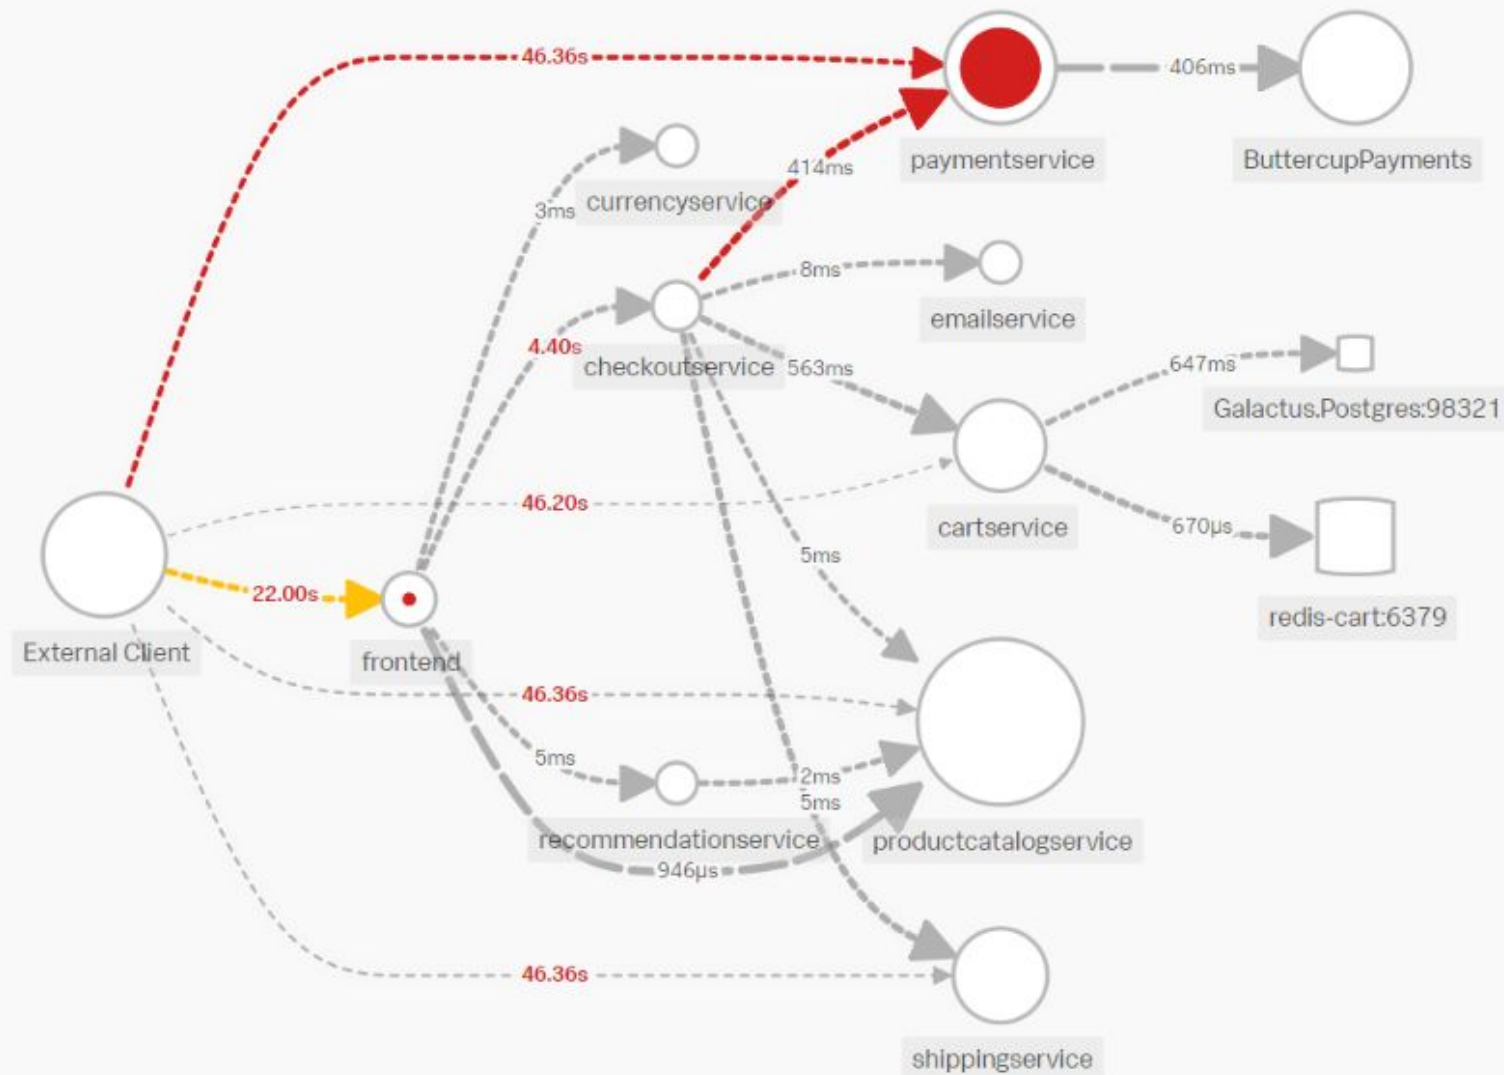 46.36s
406ms
paymentservice
ButtercupPayments
414ms
currencyservice
3ms
8ms
emailservice
4.40s
checkoutservice
563ms
647ms
Galactus.Postgres:98321
46.20s
cartservice
670µs
5ms
22.00s
redis-cart:6379
External Client
frontend
46.36s
5ms
2ms
5ms
recommendationservice
productcatalogservice
946µs
46.36s
shippingservice